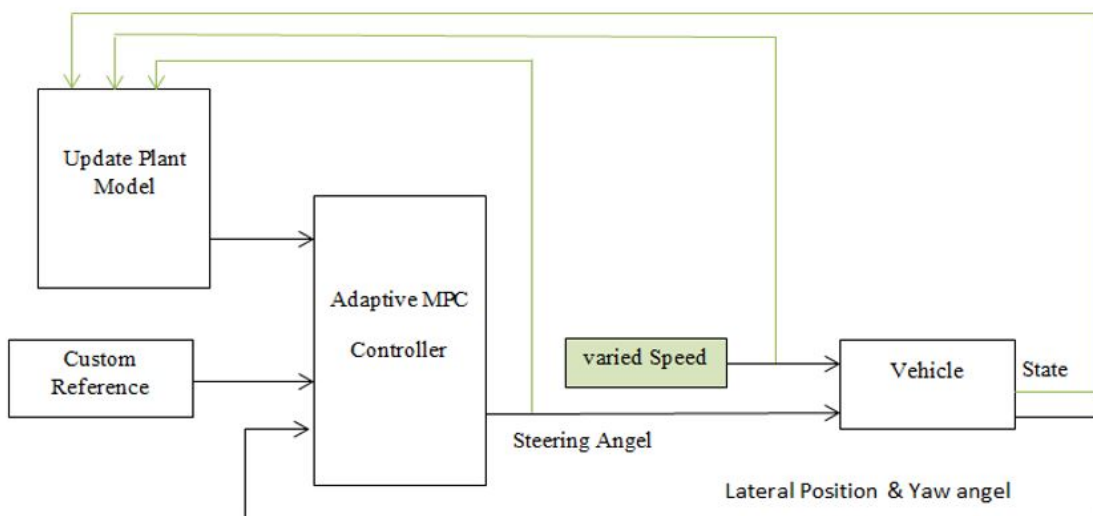 Update Plant
Model
Adaptive MPC
Controller
Custom
Reference
varied Speed
Vehicle
State
Steering Angel
Lateral Position & Yaw angel